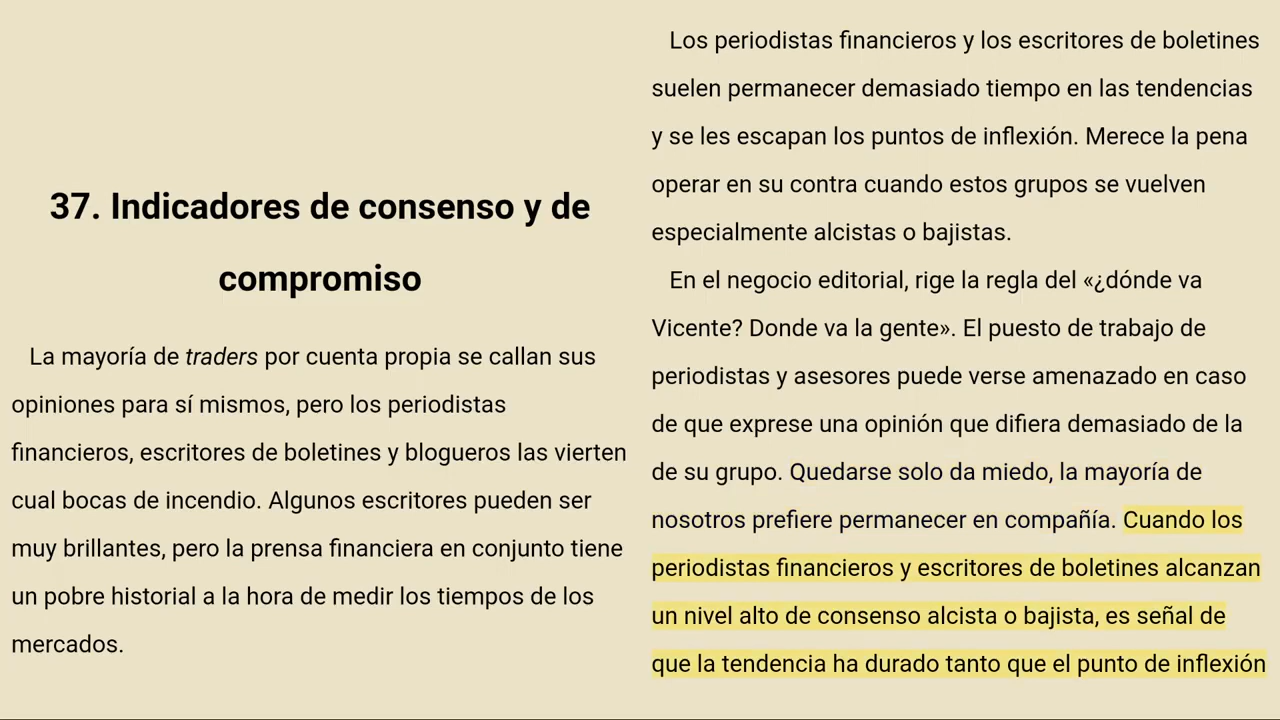 37. Indicadores de consenso y de
compromiso
La mayoría de traders por cuenta propia se callan sus
opiniones para sí mismos, pero los periodistas
financieros, escritores de boletines y blogueros las vierten
cual bocas de incendio. Algunos escritores pueden ser
muy brillantes, pero la prensa financiera en conjunto tiene
un pobre historial a la hora de medir los tiempos de los
mercados.
Los periodistas financieros y los escritores de boletines
suelen permanecer demasiado tiempo en las tendencias
y se les escapan los puntos de inflexión. Merece la pena
operar en su contra cuando estos grupos se vuelven
especialmente alcistas o bajistas.
En el negocio editorial, rige la regla del «¿dónde va
Vicente? Donde va la gente». El puesto de trabajo de
periodistas y asesores puede verse amenazado en caso
de que exprese una opinión que difiera demasiado de la
de su grupo. Quedarse solo da miedo, la mayoría de
nosotros prefiere permanecer en compañía. Cuando los
periodistas financieros y escritores de boletines alcanzan
un nivel alto de consenso alcista o bajista, es señal de
que la tendencia ha durado tanto que el punto de inflexión